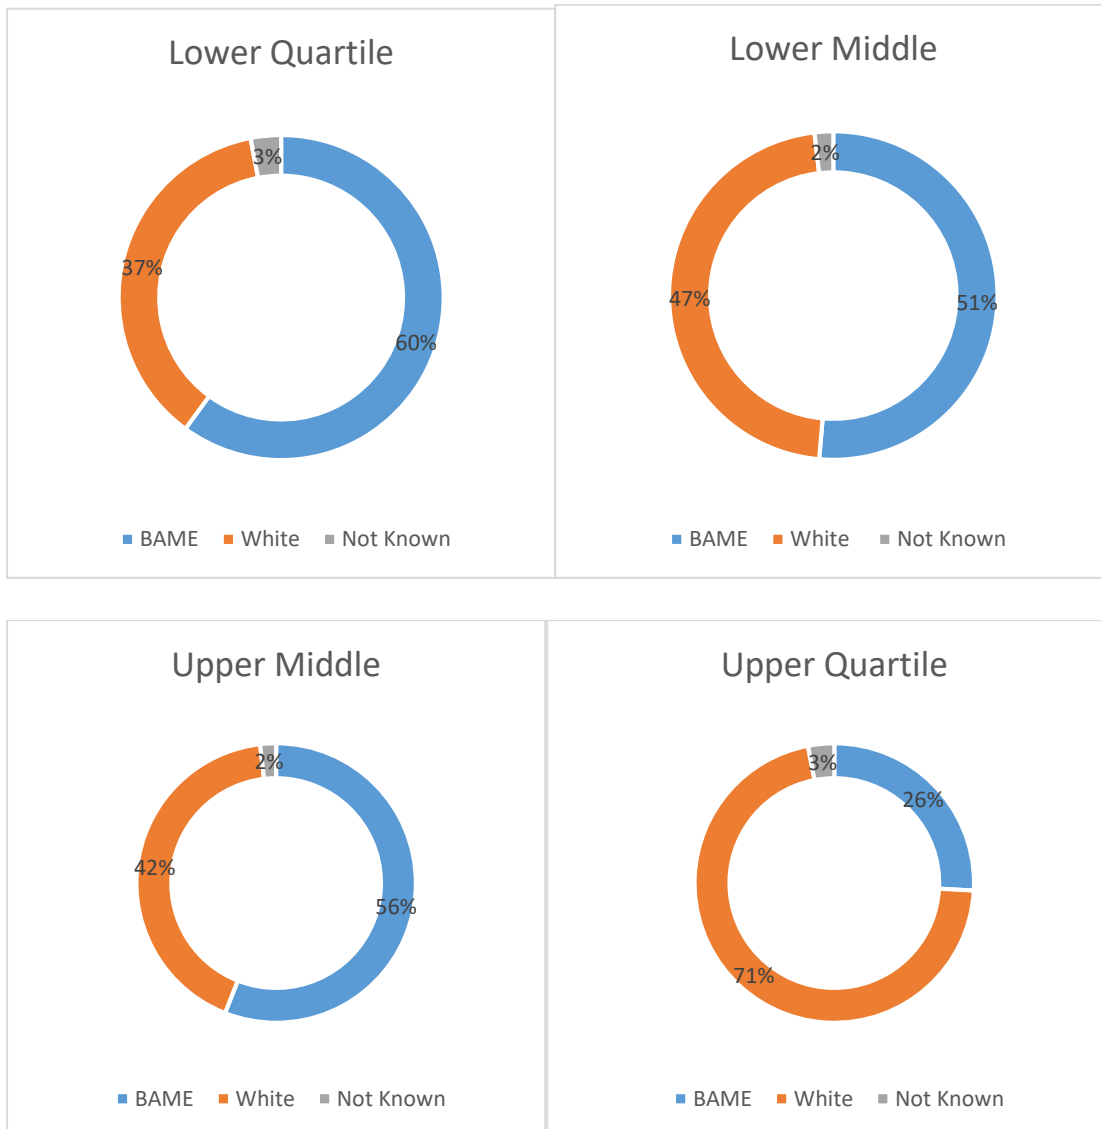 Lower Quartile
3%
37%
60%
BAME White Not Known
Lower Middle
2%
47%
51%
BAME White Not Known
Upper Middle
2%
42%
56%
BAME White Not Known
Upper Quartile
3%
26%
71%
BAME White Not Known